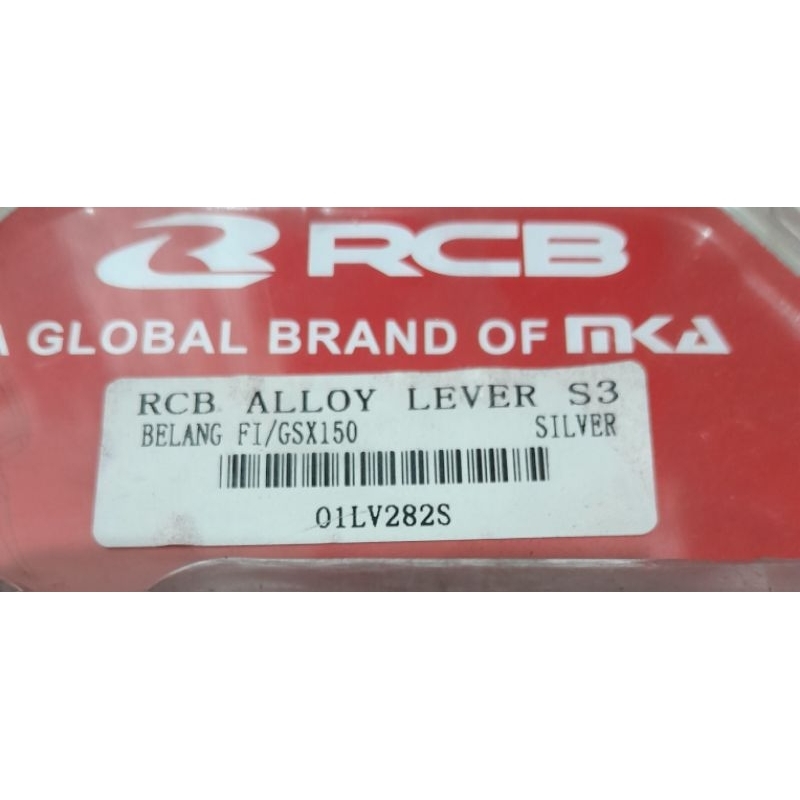 RCB
A GLOBAL BRAND OF MKA
RCB ALLOY LEVER S3
BELANG FI/GSX150 SILVER
01LV282S